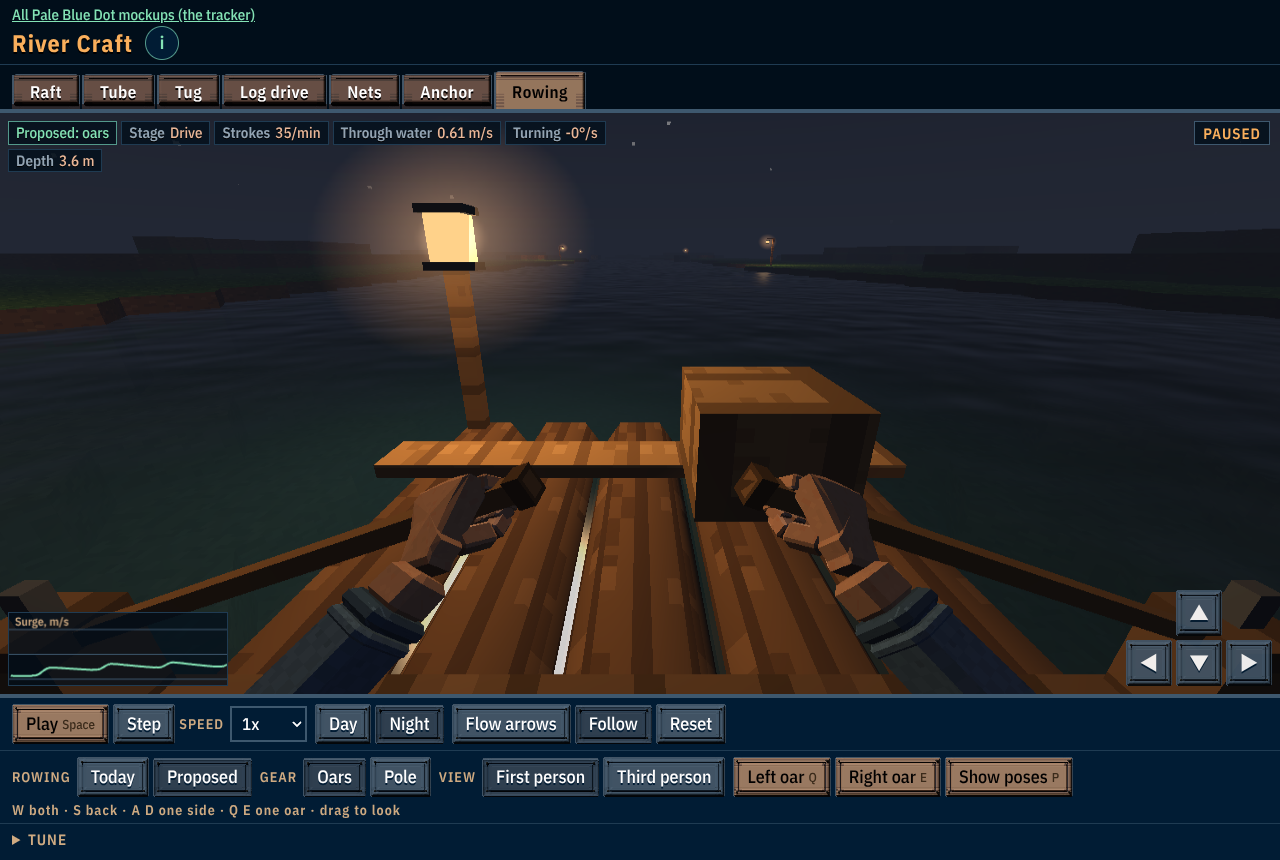 All Pale Blue Dot mockups (the tracker)
River Craft i
Raft Tube Tug Log drive Nets Anchor Rowing
Proposed: oars Stage Drive Strokes 35/min Through water 0.61 m/s Turning -0°/s PAUSED
Depth 3.6 m
Surge, m/s
Play Space Step SPEED 1x Day Night Flow arrows Follow Reset
ROWING Today Proposed GEAR Oars Pole VIEW First person Third person Left oar Q Right oar E Show poses P
W both · S back · A D one side · Q E one oar · drag to look
TUNE